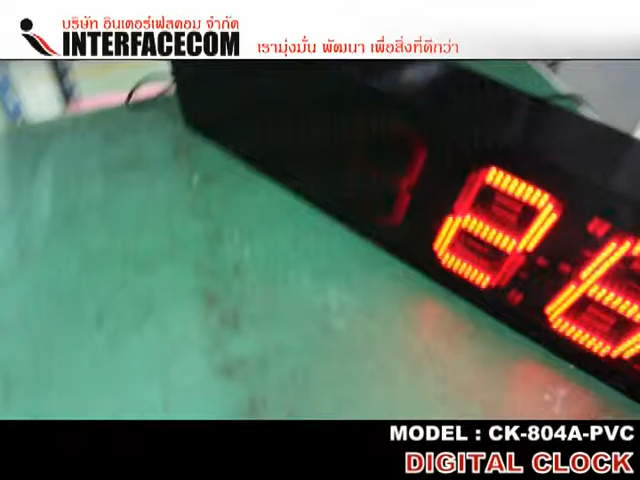 บริษัท อินเตอร์เฟสคอม จำกัด
INTERFACECOM
เรามุ่งมั่น พัฒนา เพื่อสิ่งที่ดีกว่า
MODEL : CK-804A-PVC
DIGITAL CLOCK